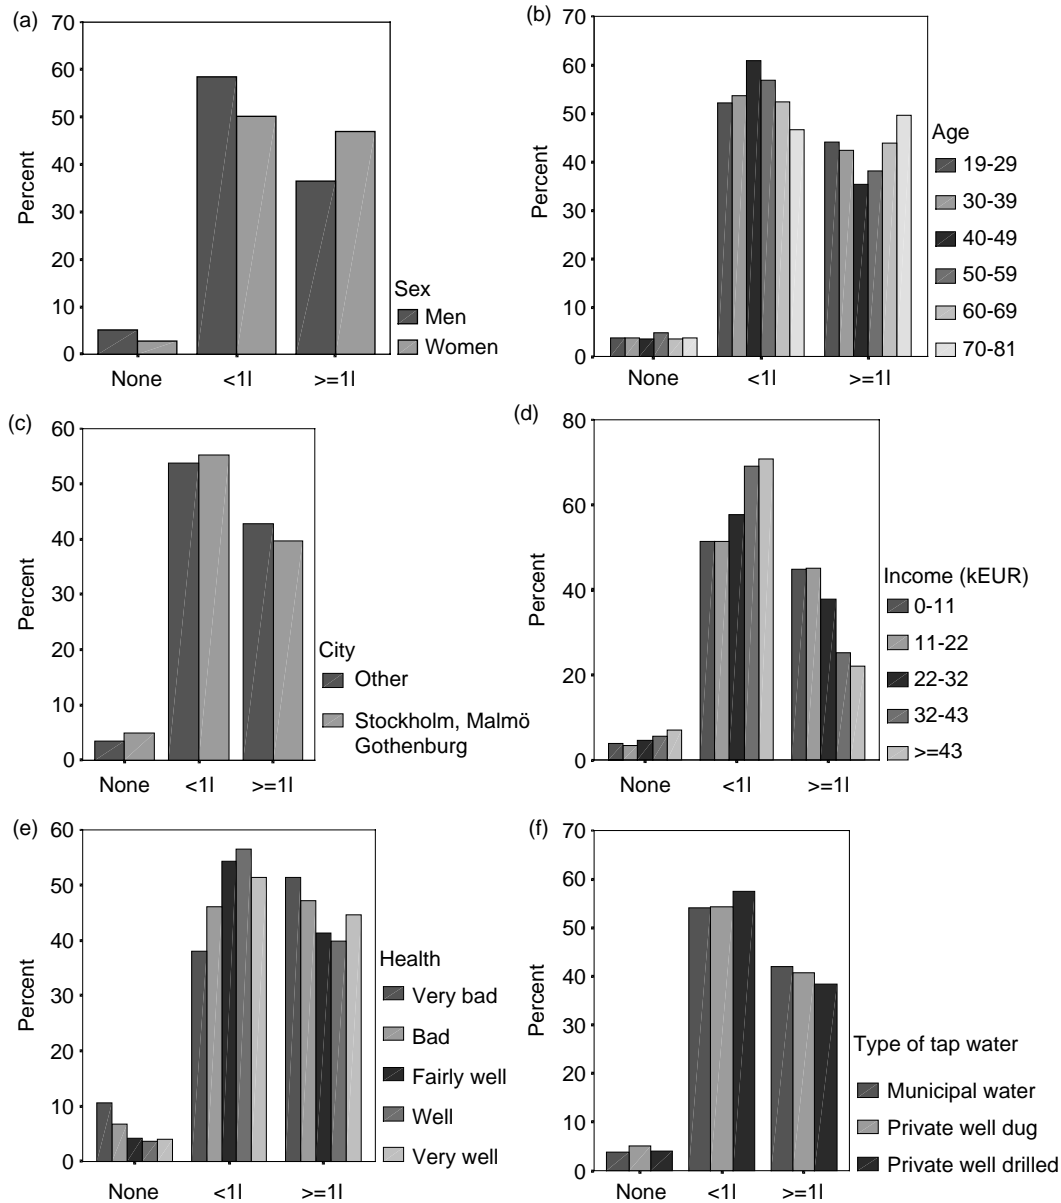 (a)
70
60
50
40
30
20
10
0
Percent
None <1l >=1l
Sex
Men
Women
(b)
70
60
50
40
30
20
10
0
Percent
None <1l >=1l
Age
19-29
30-39
40-49
50-59
60-69
70-81
(c)
60
50
40
30
20
10
0
Percent
None <1l >=1l
City
Other
Stockholm, Malmö
Gothenburg
(d)
80
60
40
20
0
Percent
None <1l >=1l
Income (kEUR)
0-11
11-22
22-32
32-43
>=43
(e)
60
50
40
30
20
10
0
Percent
None <1l >=1l
Health
Very bad
Bad
Fairly well
Well
Very well
(f)
70
60
50
40
30
20
10
0
Percent
None <1l >=1l
Type of tap water
Municipal water
Private well dug
Private well drilled